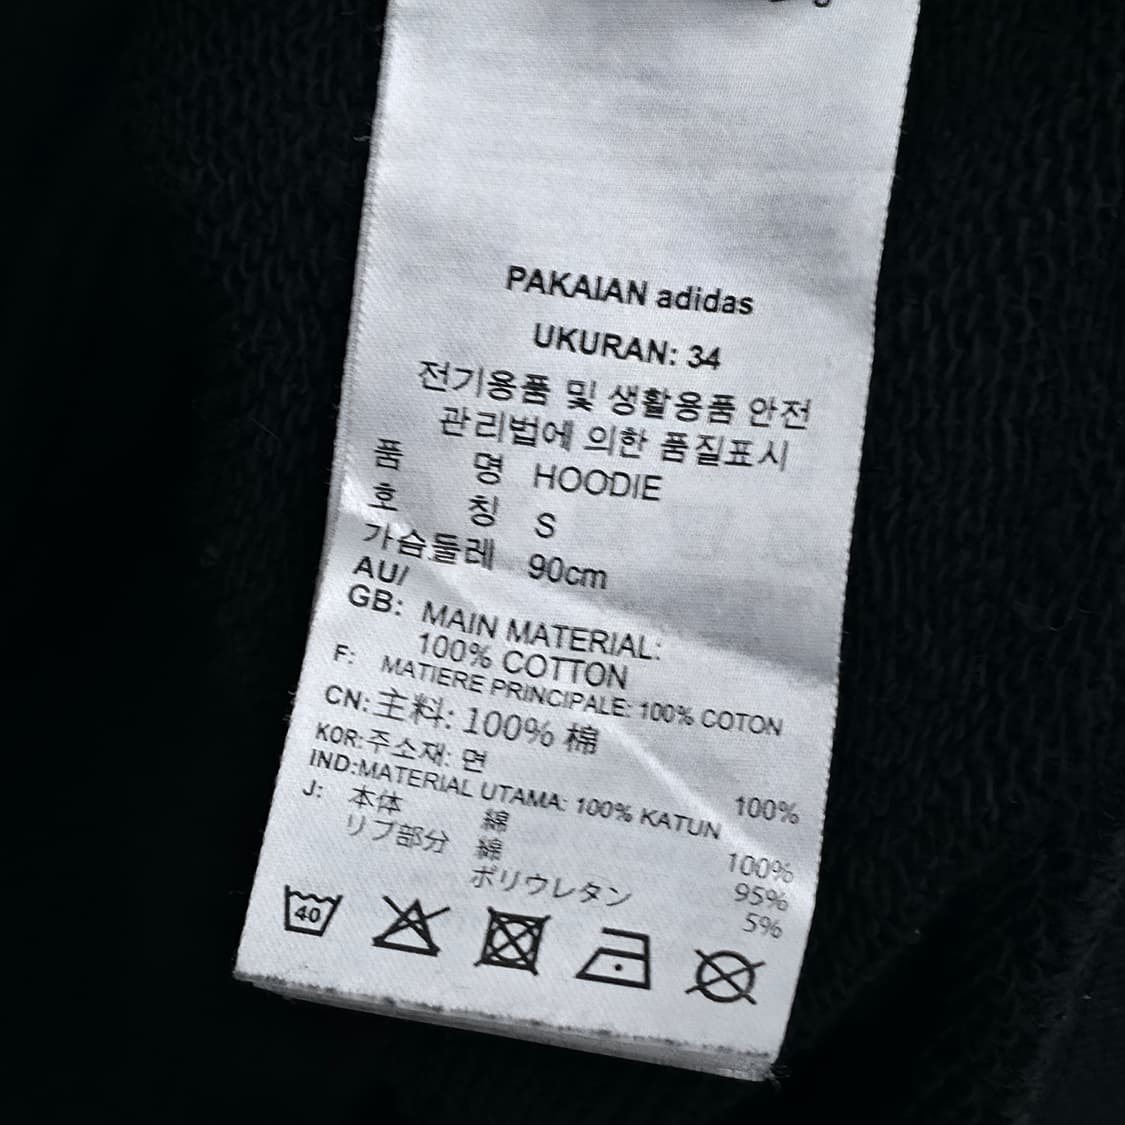 PAKAIAN adidas
UKURAN: 34
전기용품 및 생활용품 안전
관리법에 의한 품질표시
품 명 HOODIE
호 칭 S
가슴둘레 90cm
AU/
GB: MAIN MATERIAL:
100% COTTON
F: MATIERE PRINCIPALE: 100% COTON
CN: 主料: 100% 棉
KOR: 주소재: 면 100%
IND: MATERIAL UTAMA: 100% KATUN
J: 本体 綿 100%
リブ部分 綿 95%
ポリウレタン 5%
40